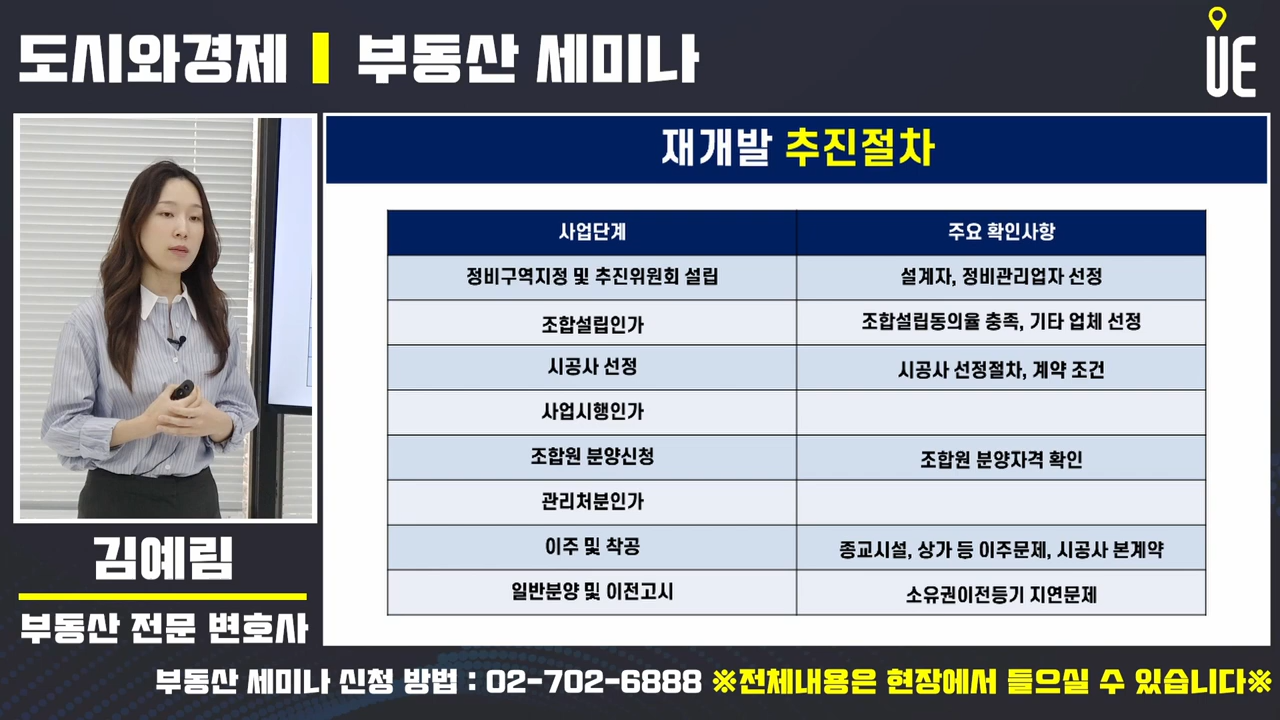 도시와경제 부동산 세미나
UE
재개발 추진절차
사업단계 주요 확인사항
정비구역지정 및 추진위원회 설립 설계자, 정비관리업자 선정
조합설립인가 조합설립동의율 충족, 기타 업체 선정
시공사 선정 시공사 선정절차, 계약 조건
사업시행인가
조합원 분양신청 조합원 분양자격 확인
관리처분인가
이주 및 착공 종교시설, 상가 등 이주문제, 시공사 본계약
일반분양 및 이전고시 소유권이전등기 지연문제
김예림
부동산 전문 변호사
부동산 세미나 신청 방법 : 02-702-6888 ※전체내용은 현장에서 들으실 수 있습니다※